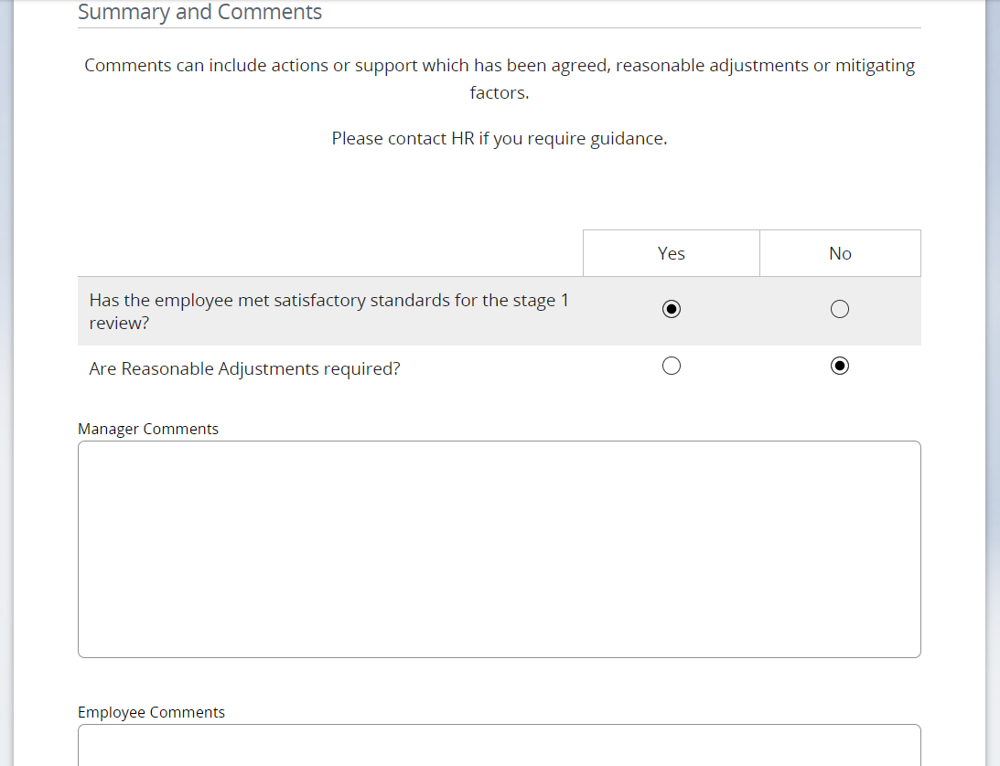 Summary and Comments
Comments can include actions or support which has been agreed, reasonable adjustments or mitigating
factors.
Please contact HR if you require guidance.
Yes No
Has the employee met satisfactory standards for the stage 1
review?
Are Reasonable Adjustments required?
Manager Comments
Employee Comments